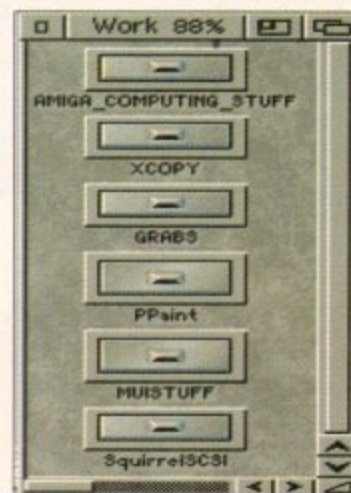 Work 88%
AMIGA_COMPUTING_STUFF
XCOPY
GRABS
PPaint
MUISTUFF
SquirrelSCSI